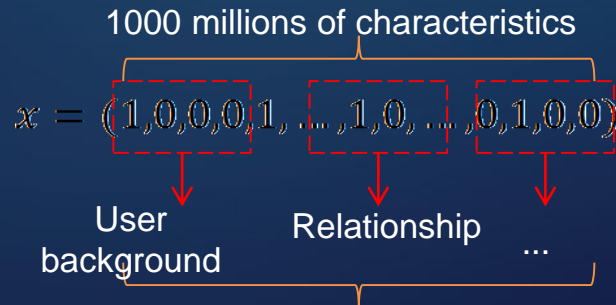 1000 millions of characteristics
x = (1,0,0,0,1, ... ,1,0, ... ,0,1,0,0)
User
background
Relationship
...